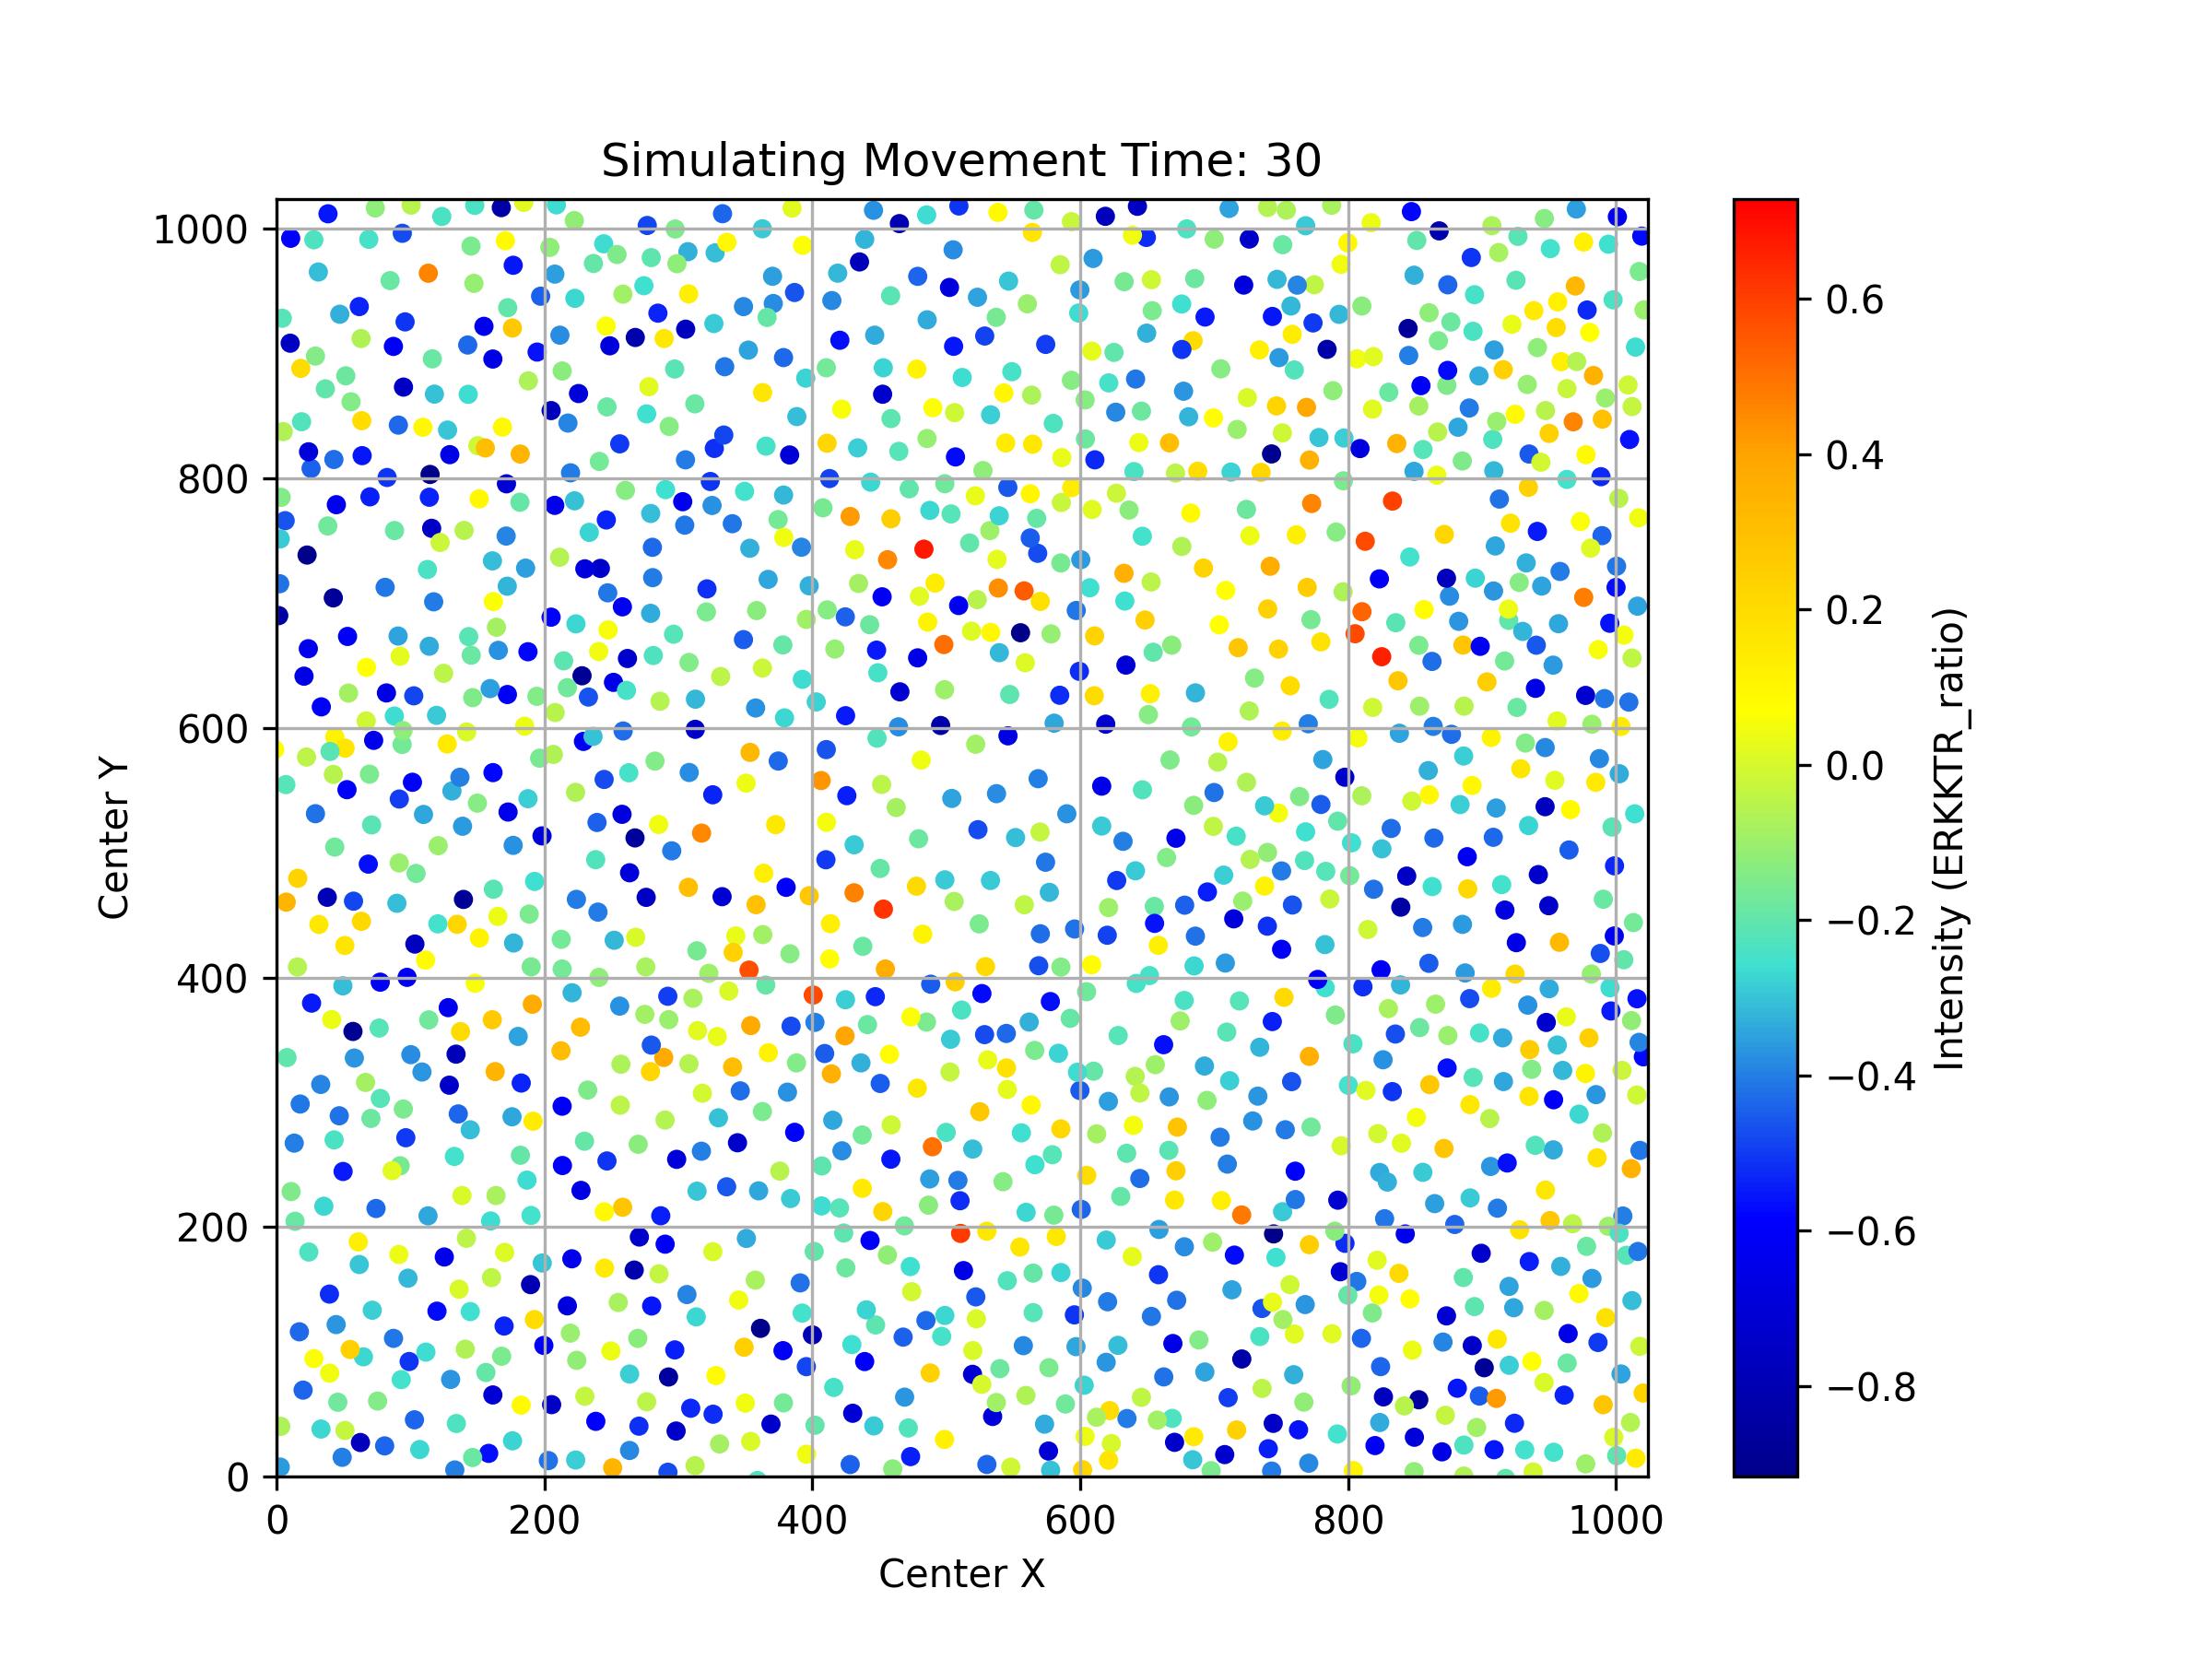 Simulating Movement Time: 30
1000
800
600
400
200
0
Center Y
0 200 400 600 800 1000
Center X
0.6
0.4
0.2
0.0
−0.2
−0.4
−0.6
−0.8
Intensity (ERKKTR_ratio)